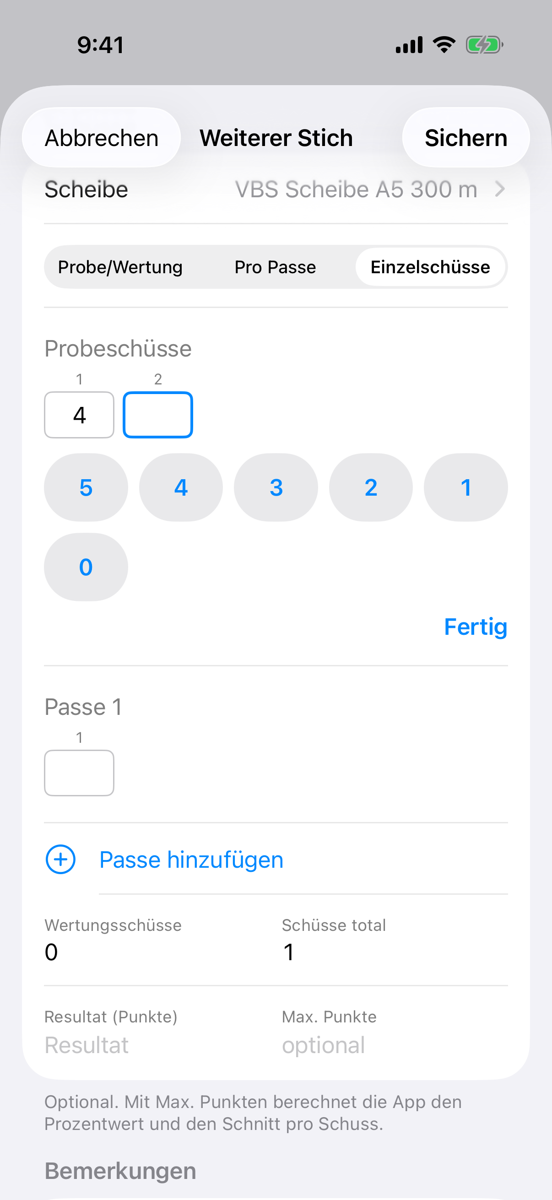 9:41
Abbrechen Weiterer Stich Sichern
Scheibe VBS Scheibe A5 300 m
Probe/Wertung Pro Passe Einzelschüsse
Probeschüsse
1 2
4
5 4 3 2 1
0
Fertig
Passe 1
1
Passe hinzufügen
Wertungsschüsse Schüsse total
0 1
Resultat (Punkte) Max. Punkte
Resultat optional
Optional. Mit Max. Punkten berechnet die App den
Prozentwert und den Schnitt pro Schuss.
Bemerkungen